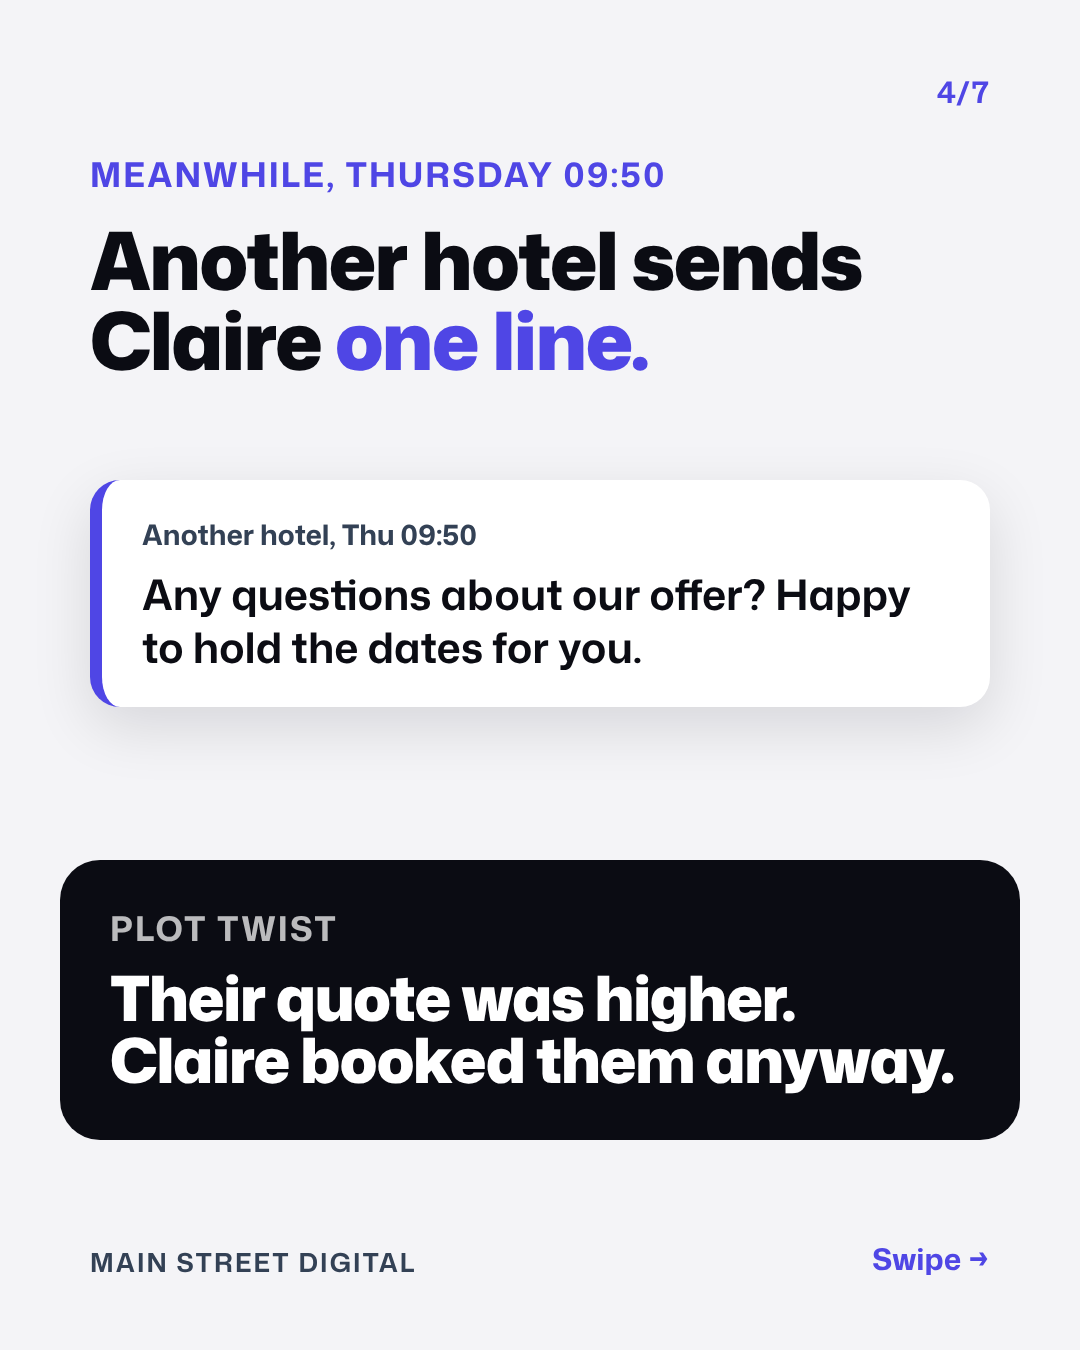 4/7
MEANWHILE, THURSDAY 09:50
Another hotel sends
Claire one line.
Another hotel, Thu 09:50
Any questions about our offer? Happy
to hold the dates for you.
PLOT TWIST
Their quote was higher.
Claire booked them anyway.
MAIN STREET DIGITAL
Swipe →